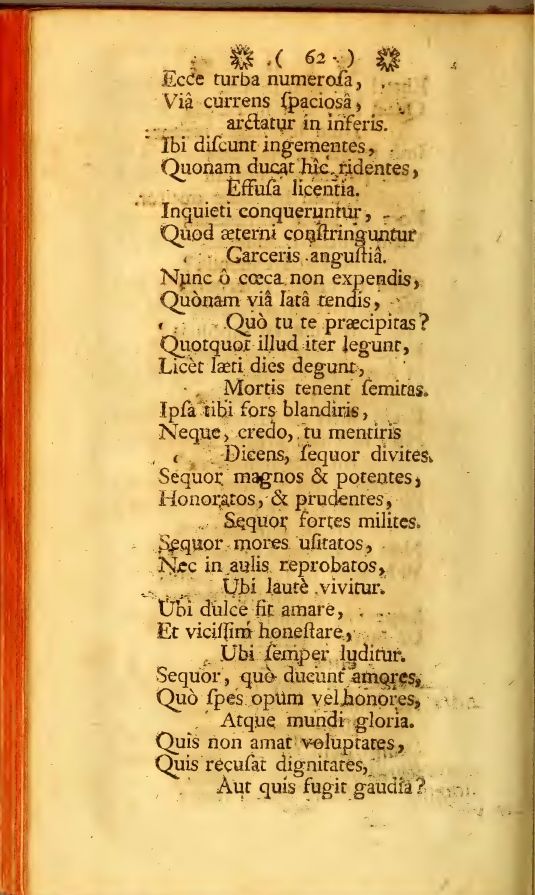 ( 62 )
Ecce turba numeroſa,
Viâ currens ſpaciosâ,
arctatur in inferis.
Ibi diſcunt ingementes,
Quonam ducat hîc ridentes,
Effuſa licentia.
Inquieti conqueruntur,
Quod æterni conſtringuntur
Carceris anguſtiâ.
Nunc ô cœca non expendis,
Quònam viâ latâ tendis,
Quò tu te præcipitas?
Quotquot illud iter legunt,
Licèt læti dies degunt,
Mortis tenent ſemitas.
Ipſa tibi fors blandiris,
Neque, credo, tu mentiris
Dicens, ſequor divites.
Sequor magnos & potentes,
Honoratos, & prudentes,
Sequor fortes milites.
Sequor mores uſitatos,
Nec in aulis reprobatos,
Ubi lautè vivitur.
Ubi dulce fit amare,
Et viciſſim honeſtare,
Ubi ſemper luditur.
Sequor, quò ducunt amores,
Quò ſpes opum vel honores,
Atque mundi gloria.
Quis non amat voluptates,
Quis recuſat dignitates,
Aut quis fugit gaudia?